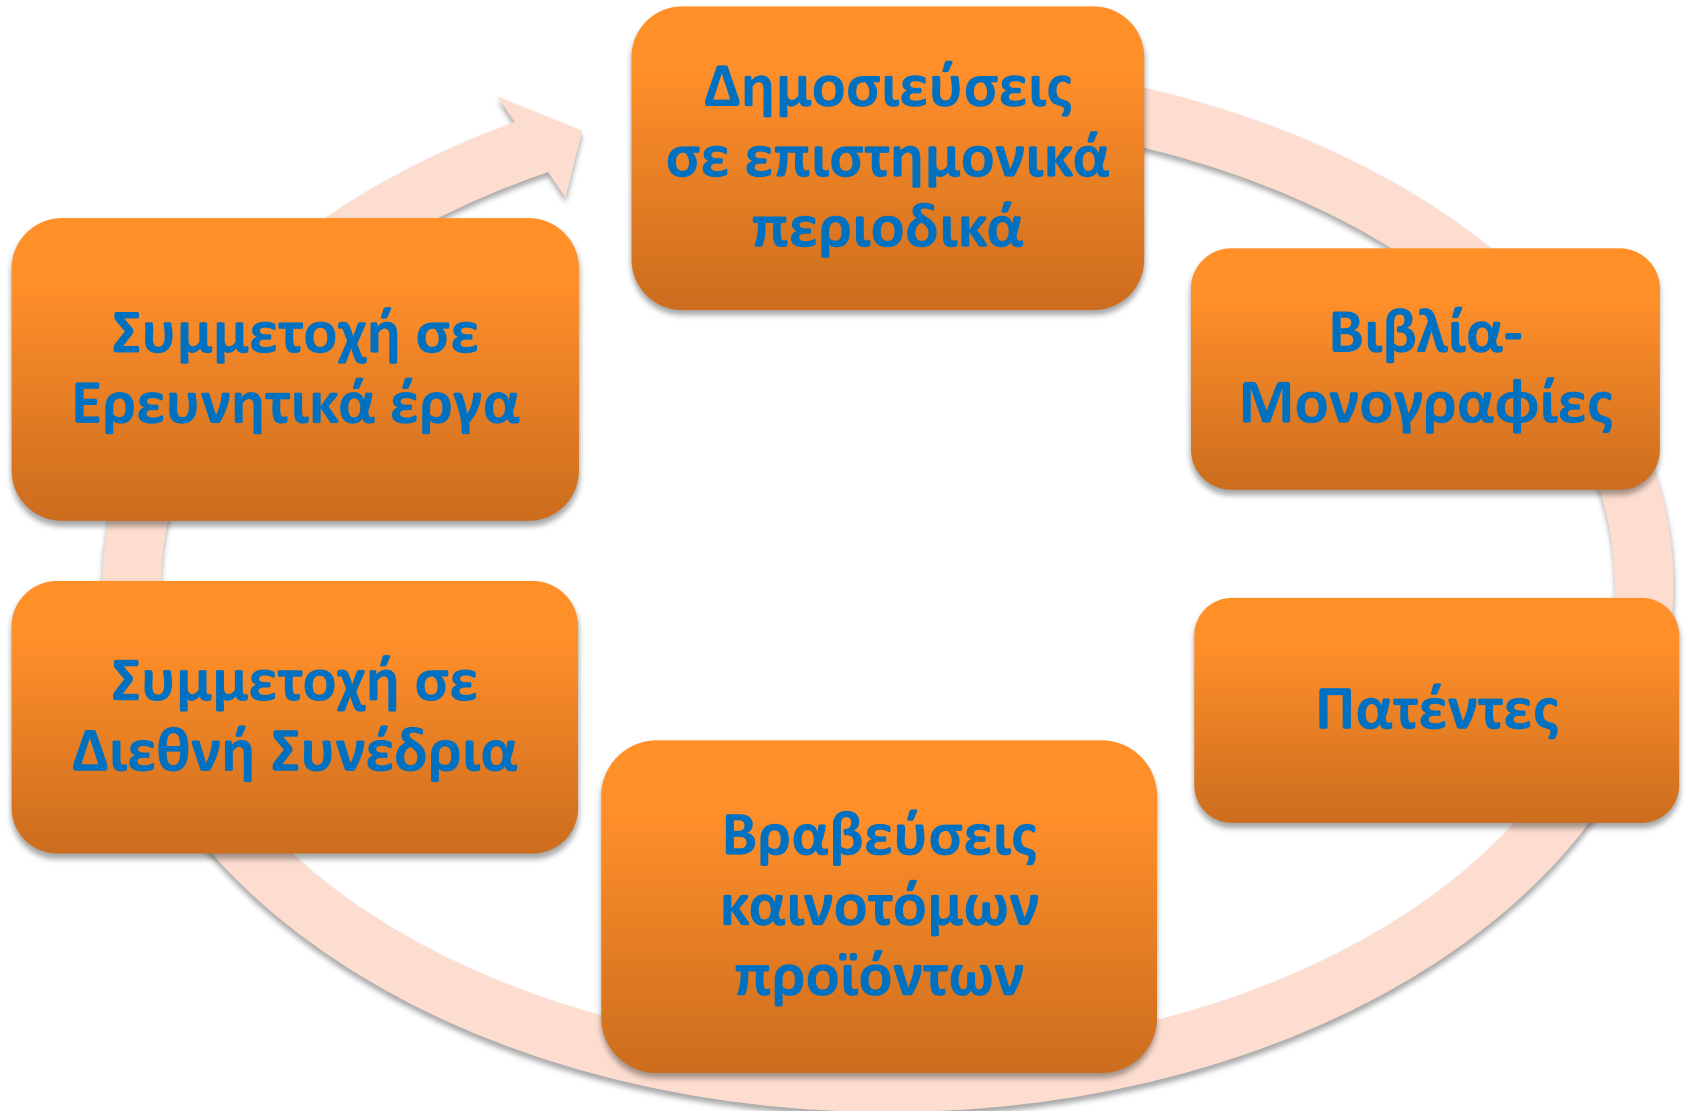 Δημοσιεύσεις
σε επιστημονικά
περιοδικά
Βιβλία-
Μονογραφίες
Πατέντες
Βραβεύσεις
καινοτόμων
προϊόντων
Συμμετοχή σε
Διεθνή Συνέδρια
Συμμετοχή σε
Ερευνητικά έργα